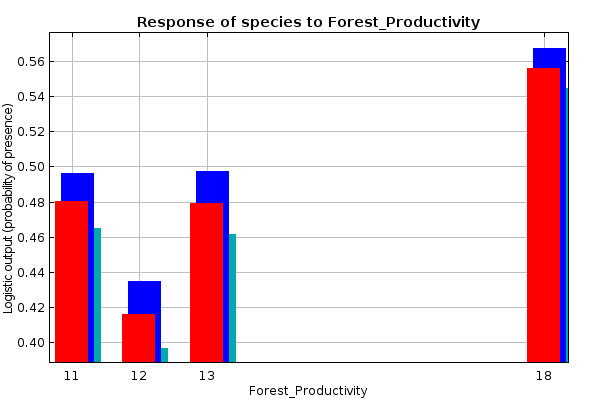 Response of species to Forest_Productivity
Logistic output (probability of presence)
0.56
0.54
0.52
0.50
0.48
0.46
0.44
0.42
0.40
11 12 13 18
Forest_Productivity